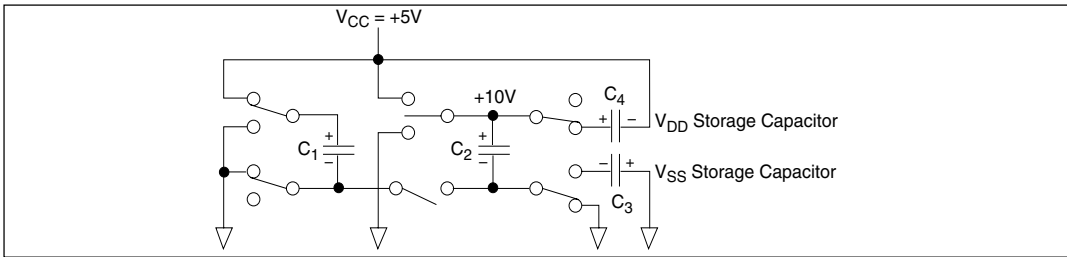 V_CC = +5V
+10V
C_4
+ −
V_DD Storage Capacitor
C_1
+
−
C_2
+
−
− +
V_SS Storage Capacitor
C_3